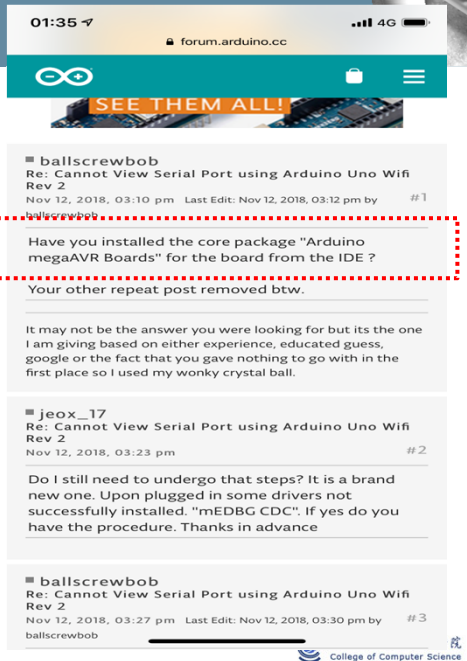 01:35
4G
forum.arduino.cc
SEE THEM ALL!
ballscrewbob
Re: Cannot View Serial Port using Arduino Uno Wifi
Rev 2
Nov 12, 2018, 03:10 pm Last Edit: Nov 12, 2018, 03:12 pm by
#1
ballscrewbob
Have you installed the core package "Arduino
megaAVR Boards" for the board from the IDE ?
Your other repeat post removed btw.
It may not be the answer you were looking for but its the one
I am giving based on either experience, educated guess,
google or the fact that you gave nothing to go with in the
first place so I used my wonky crystal ball.
jeox_17
Re: Cannot View Serial Port using Arduino Uno Wifi
Rev 2
Nov 12, 2018, 03:23 pm
#2
Do I still need to undergo that steps? It is a brand
new one. Upon plugged in some drivers not
successfully installed. "mEDBG CDC". If yes do you
have the procedure. Thanks in advance
ballscrewbob
Re: Cannot View Serial Port using Arduino Uno Wifi
Rev 2
Nov 12, 2018, 03:27 pm Last Edit: Nov 12, 2018, 03:30 pm by
#3
ballscrewbob
院
College of Computer Science